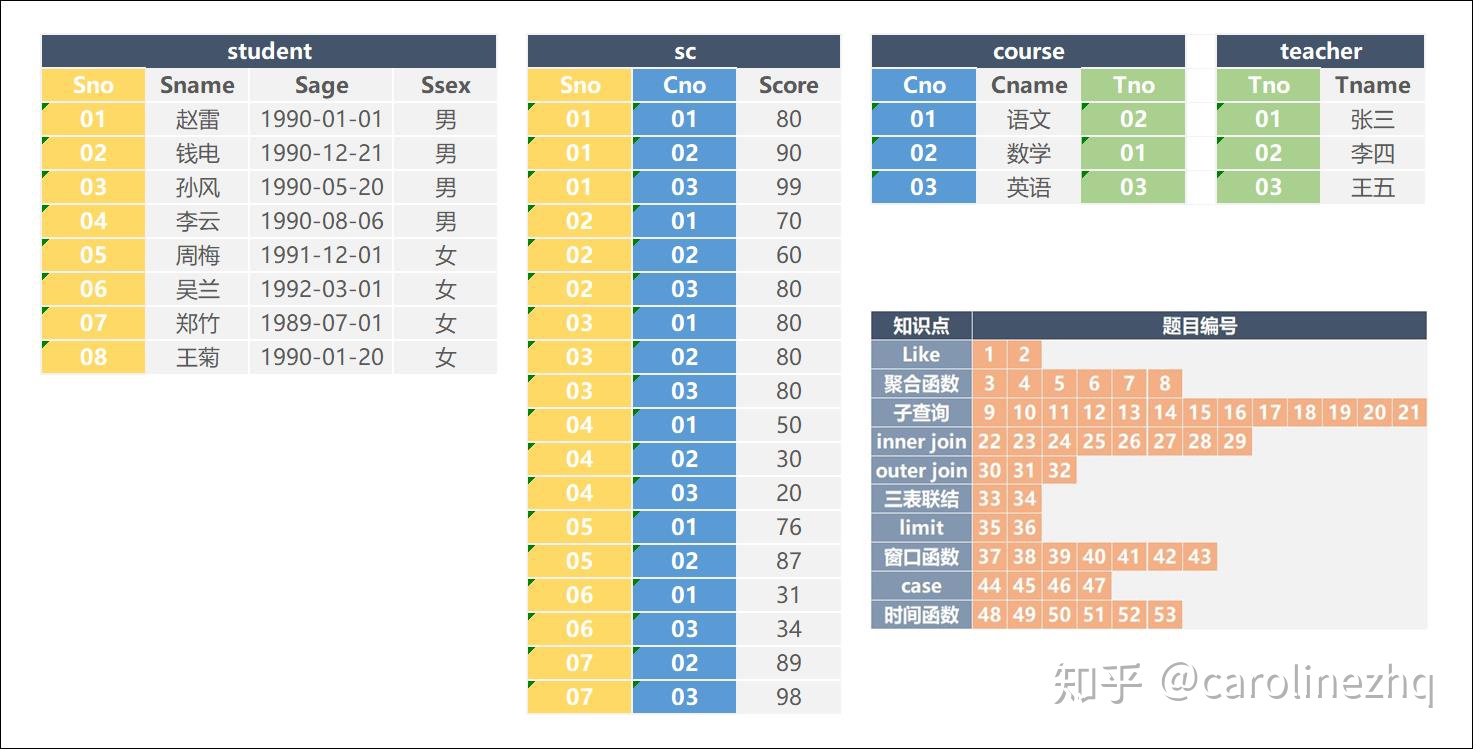 student
Sno Sname Sage Ssex
01 赵雷 1990-01-01 男
02 钱电 1990-12-21 男
03 孙风 1990-05-20 男
04 李云 1990-08-06 男
05 周梅 1991-12-01 女
06 吴兰 1992-03-01 女
07 郑竹 1989-07-01 女
08 王菊 1990-01-20 女
sc
Sno Cno Score
01 01 80
01 02 90
01 03 99
02 01 70
02 02 60
02 03 80
03 01 80
03 02 80
03 03 80
04 01 50
04 02 30
04 03 20
05 01 76
05 02 87
06 01 31
06 03 34
07 02 89
07 03 98
course
Cno Cname Tno
01 语文 02
02 数学 01
03 英语 03
teacher
Tno Tname
01 张三
02 李四
03 王五
知识点 题目编号
Like 1 2
聚合函数 3 4 5 6 7 8
子查询 9 10 11 12 13 14 15 16 17 18 19 20 21
inner join 22 23 24 25 26 27 28 29
outer join 30 31 32
三表联结 33 34
limit 35 36
窗口函数 37 38 39 40 41 42 43
case 44 45 46 47
时间函数 48 49 50 51 52 53
知乎 @carolinezhq